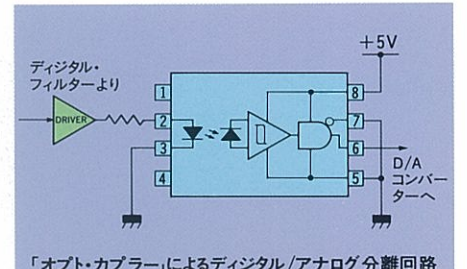 +5V
ディジタル・
フィルターより
DRIVER
1
2
3
4
8
7
6
5
D/A
コンバー
ターへ
「オプト・カプラー」によるディジタル/アナログ分離回路